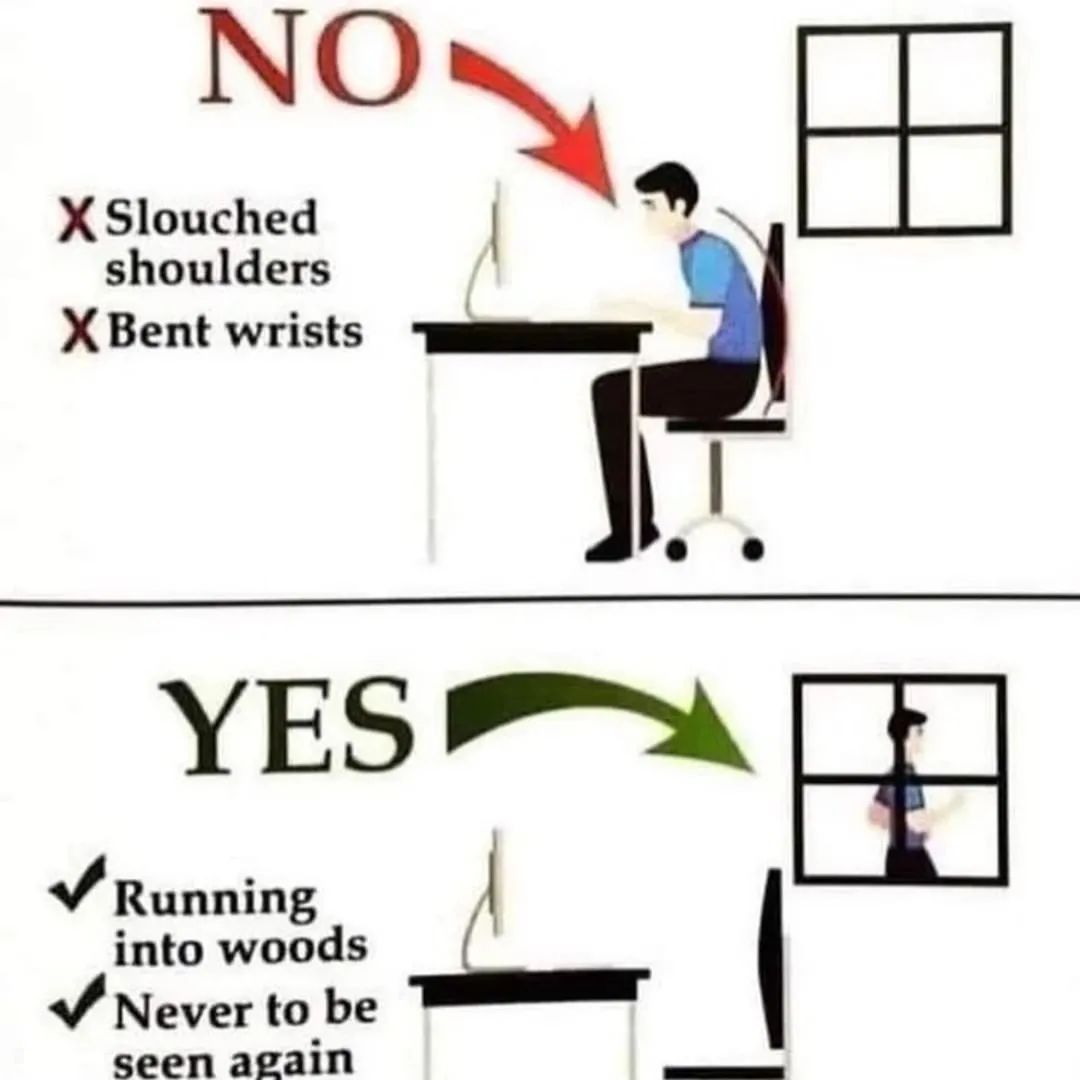 NO
X Slouched
shoulders
X Bent wrists
YES
✓ Running
into woods
✓ Never to be
seen again